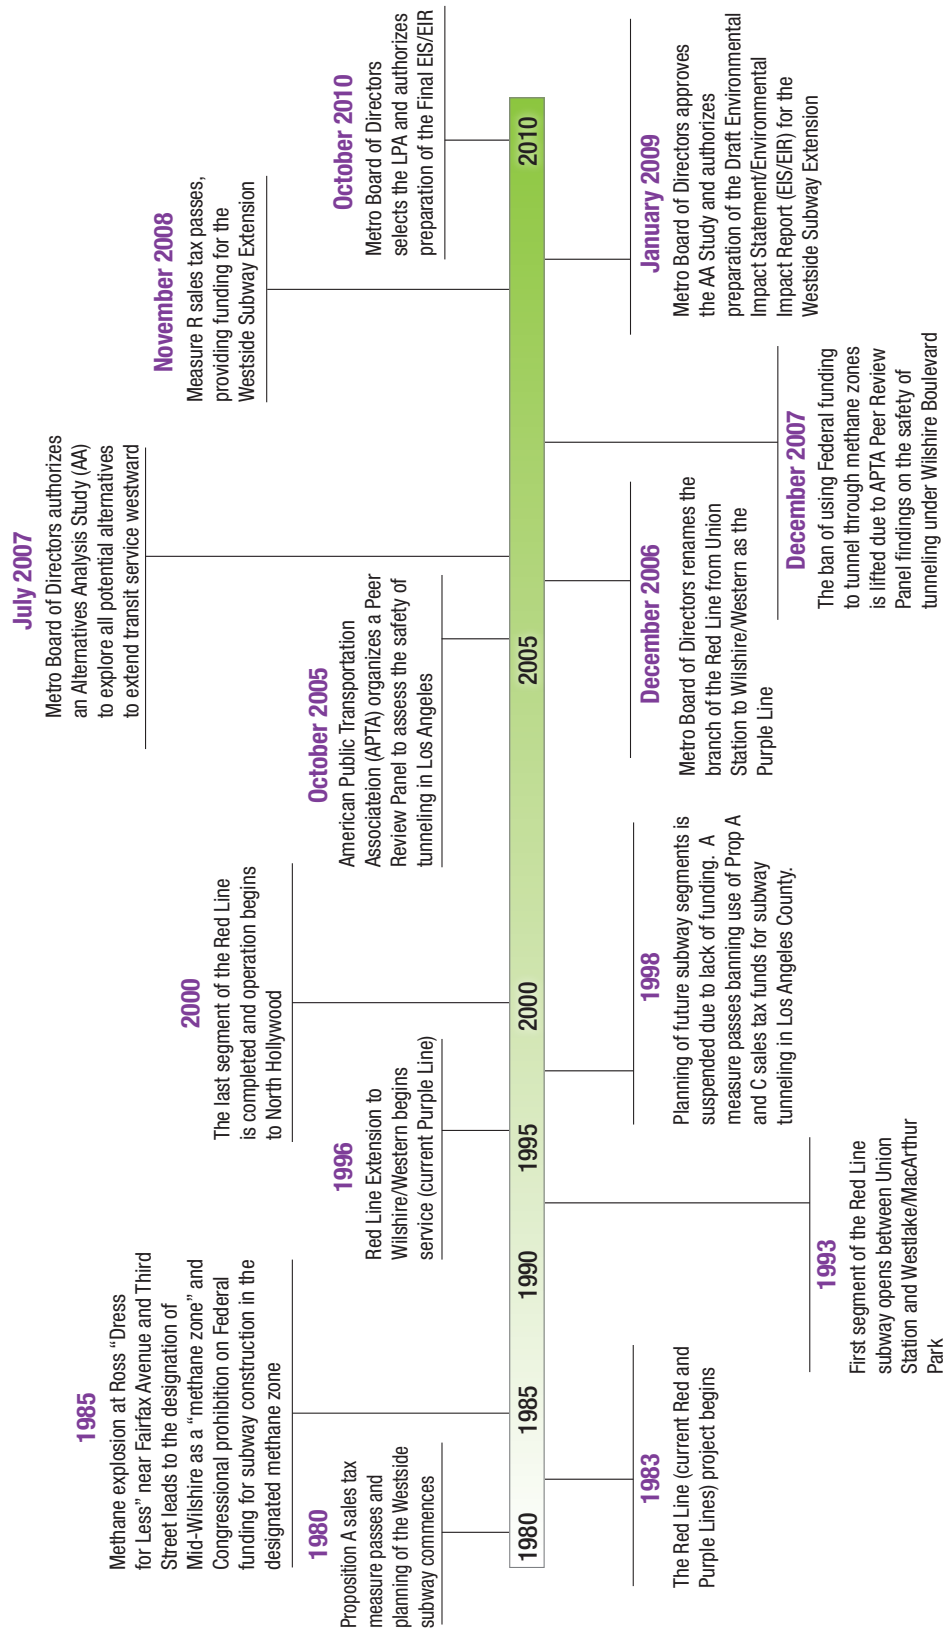 1980
Proposition A sales tax
measure passes and
planning of the Westside
subway commences
1985
Methane explosion at Ross “Dress
for Less” near Fairfax Avenue and Third
Street leads to the designation of
Mid-Wilshire as a “methane zone” and
Congressional prohibition on Federal
funding for subway construction in the
designated methane zone
1996
Red Line Extension to
Wilshire/Western begins
service (current Purple Line)
2000
The last segment of the Red Line
is completed and operation begins
to North Hollywood
October 2005
American Public Transportation
Associateion (APTA) organizes a Peer
Review Panel to assess the safety of
tunneling in Los Angeles
July 2007
Metro Board of Directors authorizes
an Alternatives Analysis Study (AA)
to explore all potential alternatives
to extend transit service westward
November 2008
Measure R sales tax passes,
providing funding for the
Westside Subway Extension
October 2010
Metro Board of Directors
selects the LPA and authorizes
preparation of the Final EIS/EIR
1980
1985
1990
1995
2000
2005
2010
1983
The Red Line (current Red and
Purple Lines) project begins
1993
First segment of the Red Line
subway opens between Union
Station and Westlake/MacArthur
Park
1998
Planning of future subway segments is
suspended due to lack of funding. A
measure passes banning use of Prop A
and C sales tax funds for subway
tunneling in Los Angeles County.
December 2006
Metro Board of Directors renames the
branch of the Red Line from Union
Station to Wilshire/Western as the
Purple Line
December 2007
The ban of using Federal funding
to tunnel through methane zones
is lifted due to APTA Peer Review
Panel findings on the safety of
tunneling under Wilshire Boulevard
January 2009
Metro Board of Directors approves
the AA Study and authorizes
preparation of the Draft Environmental
Impact Statement/Environmental
Impact Report (EIS/EIR) for the
Westside Subway Extension